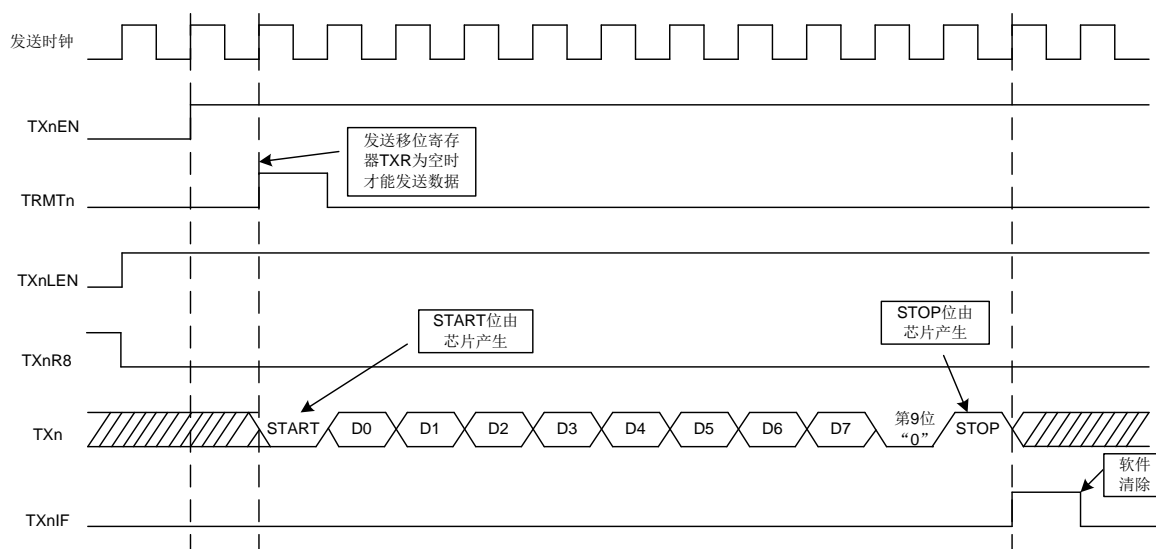 发送时钟
TXnEN
发送移位寄存
器TXR为空时
才能发送数据
TRMTn
TXnLEN
START位由
芯片产生
STOP位由
芯片产生
TXnR8
TXn
START
D0
D1
D2
D3
D4
D5
D6
D7
第9位
“0”
STOP
软件
清除
TXnIF